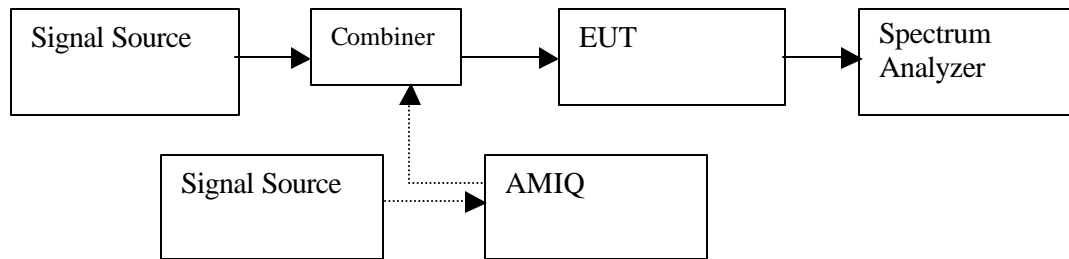 Signal Source
Combiner
EUT
Spectrum
Analyzer
Signal Source
AMIQ